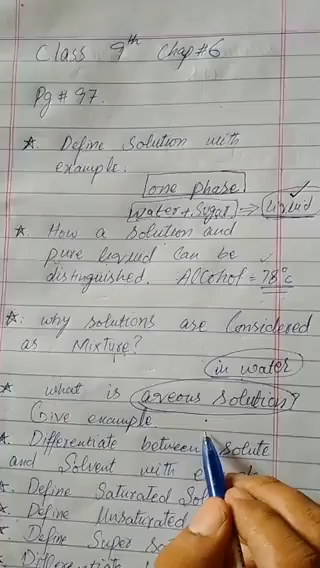 Class 9th Chap#6
Pg # 97.
☆. Define Solution with
example.
one phase
Water + Sugar ⇒ liquid ✓
☆. How a solution and
pure liquid can be
distinguished. Alcohol = 78°c
☆: why solutions are Considered
as Mixture?
in water
☆ what is aqeous solution?
Give example.
☆ Differentiate between Solute
and Solvent with
☆. Define Saturated
☆. Define Unsaturated
☆ Define Super
☆. Differentiate